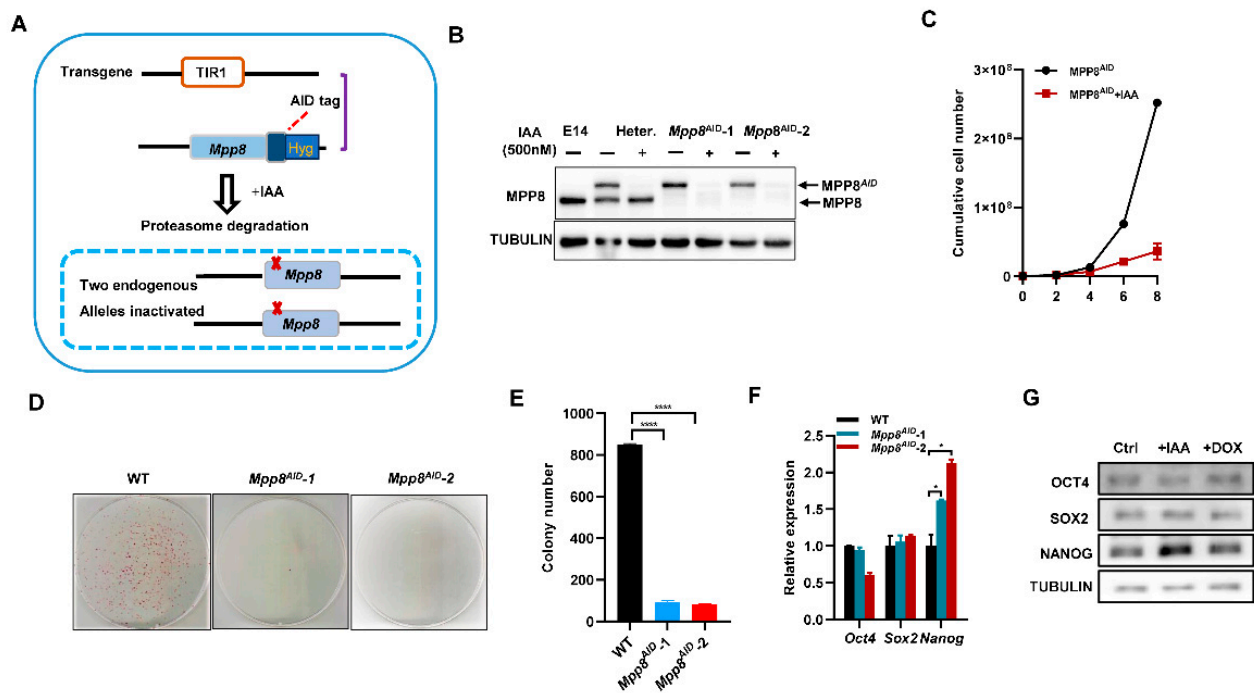 A
Transgene
TIR1
AID tag
Mpp8
Hyg
+IAA
Proteasome degradation
Two endogenous
Alleles inactivated
Mpp8
Mpp8
B
IAA
(500nM)
E14 Heter. Mpp8AID-1 Mpp8AID-2
— — + — + — +
MPP8
MPP8AID
MPP8
TUBULIN
C
Cumulative cell number
3×10⁸
2×10⁸
1×10⁸
0
0 2 4 6 8
MPP8AID
MPP8AID+IAA
D
WT Mpp8AID-1 Mpp8AID-2
E
Colony number
1000
800
600
400
200
0
****
****
WT
Mpp8AID-1
Mpp8AID-2
F
WT
Mpp8AID-1
Mpp8AID-2
Relative expression
2.5
2.0
1.5
1.0
0.5
0.0
*
*
Oct4 Sox2 Nanog
G
Ctrl +IAA +DOX
OCT4
SOX2
NANOG
TUBULIN